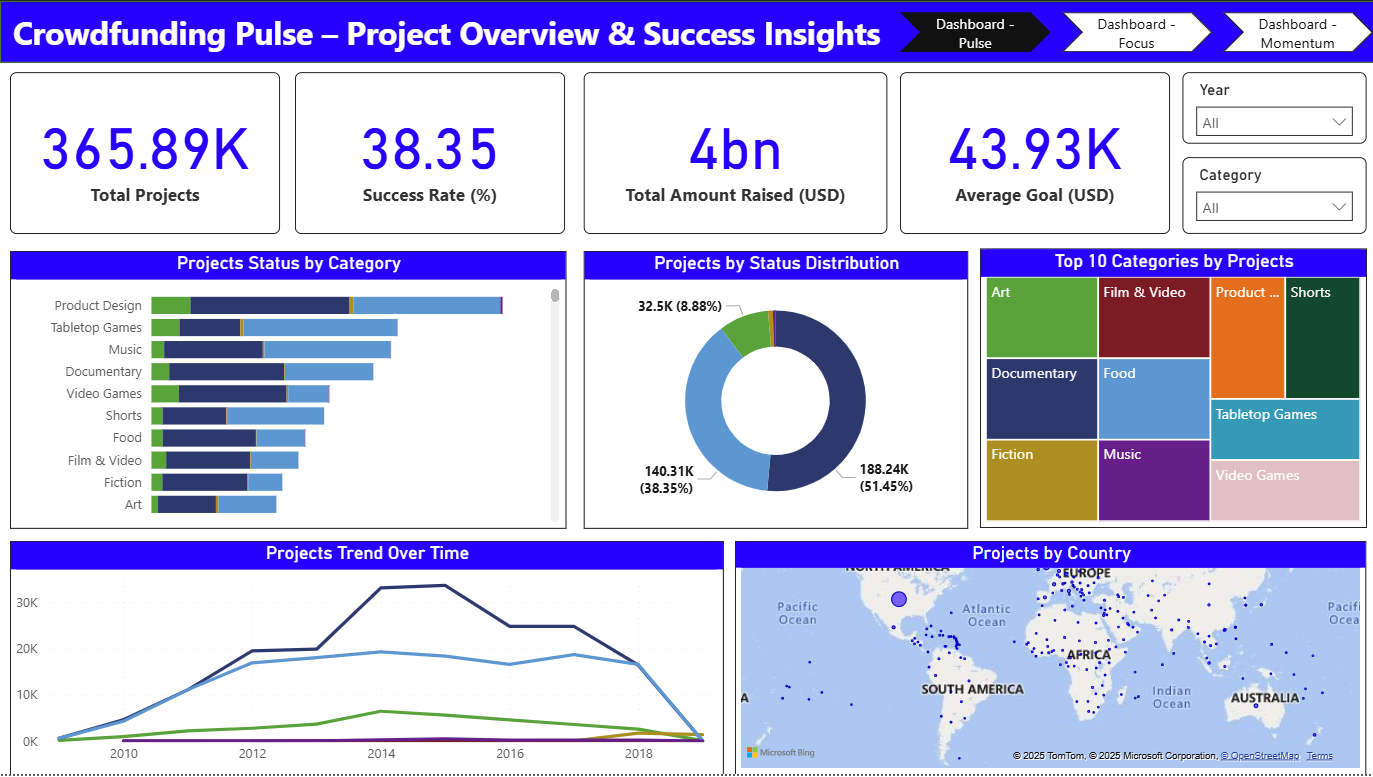 Crowdfunding Pulse – Project Overview & Success Insights
Dashboard -
Pulse
Dashboard -
Focus
Dashboard -
Momentum
365.89K
Total Projects
38.35
Success Rate (%)
4bn
Total Amount Raised (USD)
43.93K
Average Goal (USD)
Year
All
Category
All
Projects Status by Category
Product Design
Tabletop Games
Music
Documentary
Video Games
Shorts
Food
Film & Video
Fiction
Art
Projects by Status Distribution
32.5K (8.88%)
140.31K
(38.35%)
188.24K
(51.45%)
Top 10 Categories by Projects
Art
Film & Video
Product ...
Shorts
Documentary
Food
Tabletop Games
Fiction
Music
Video Games
Projects Trend Over Time
30K
20K
10K
0K
2010
2012
2014
2016
2018
Projects by Country
NORTH AMERICA
EUROPE
Pacific
Ocean
Atlantic
Ocean
Pacifi
Ocea
AFRICA
SOUTH AMERICA
Indian
Ocean
AUSTRALIA
A
Microsoft Bing
© 2025 TomTom, © 2025 Microsoft Corporation, © OpenStreetMap Terms